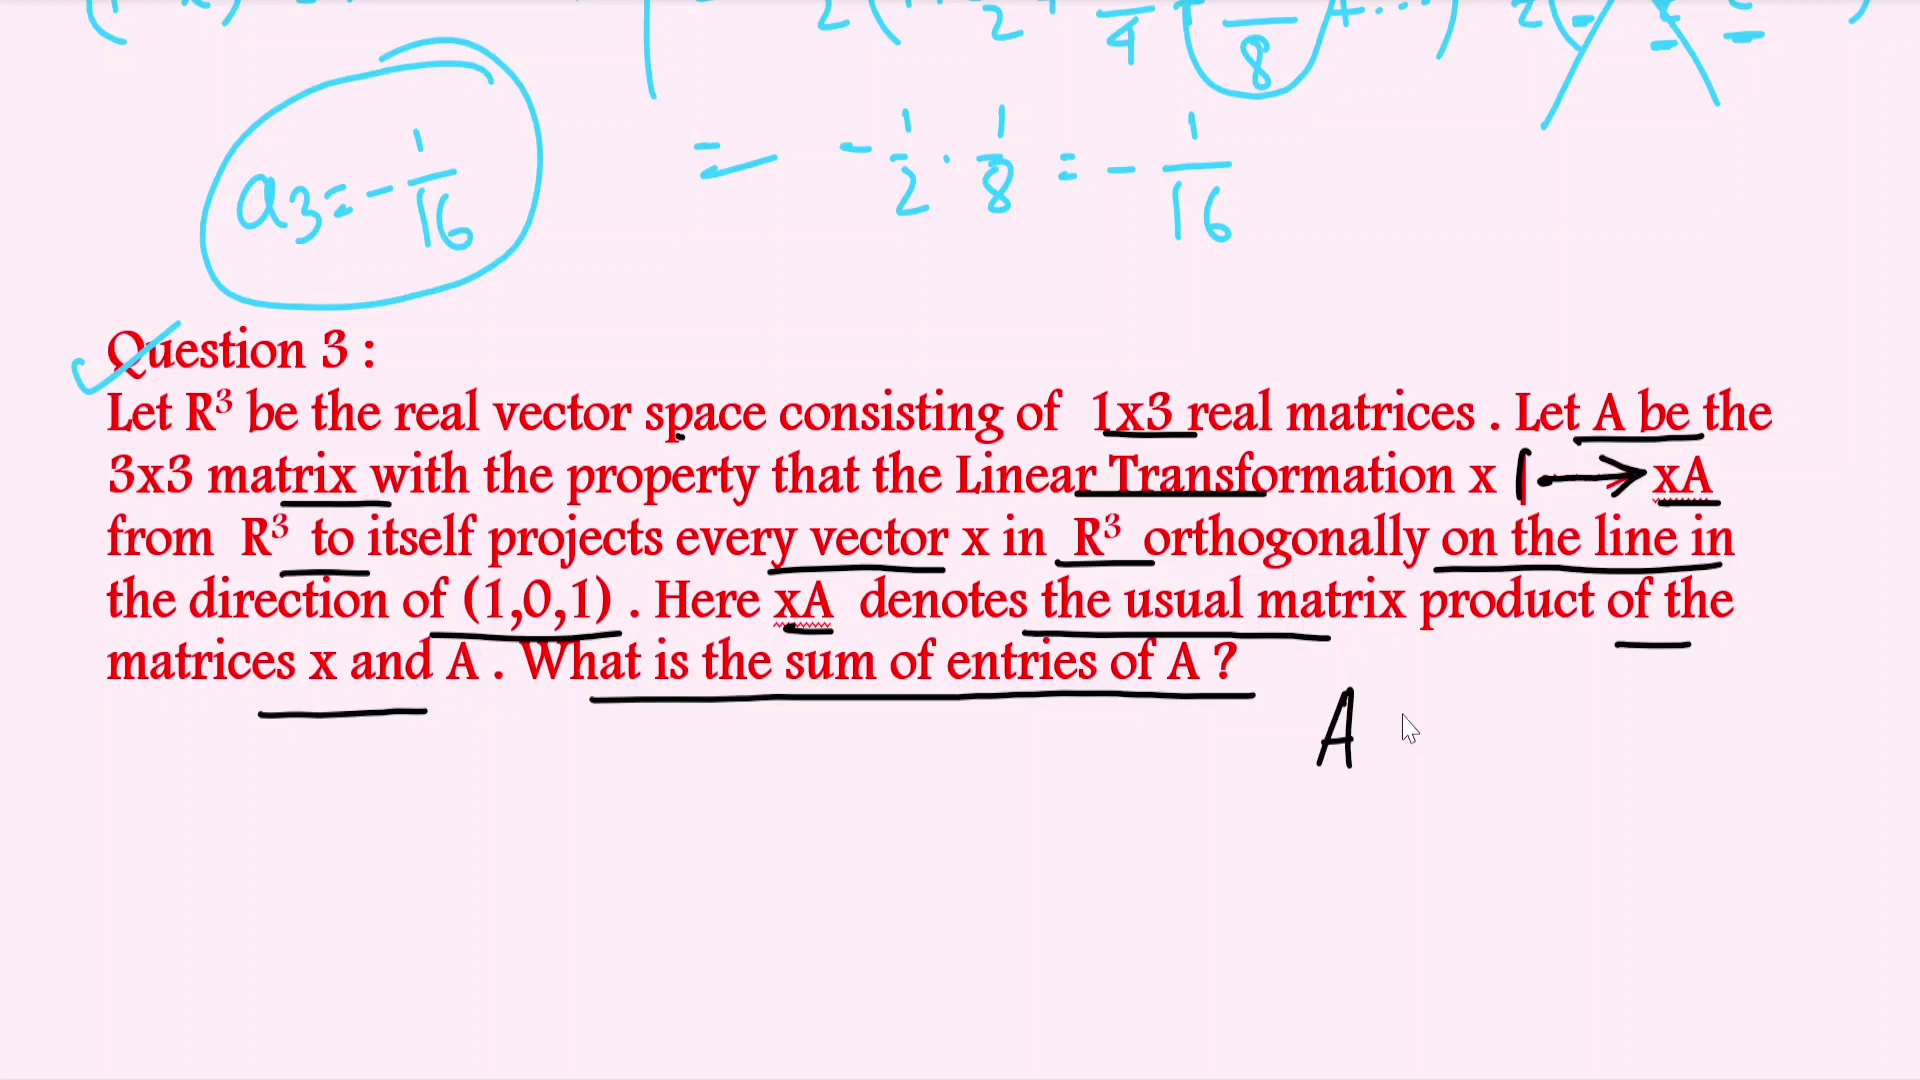 a3 = - 1/16
= - 1/2 · 1/8 = - 1/16
Question 3 :
Let R³ be the real vector space consisting of 1x3 real matrices . Let A be the
3x3 matrix with the property that the Linear Transformation x ↦ xA
from R³ to itself projects every vector x in R³ orthogonally on the line in
the direction of (1,0,1) . Here xA denotes the usual matrix product of the
matrices x and A . What is the sum of entries of A ?
A